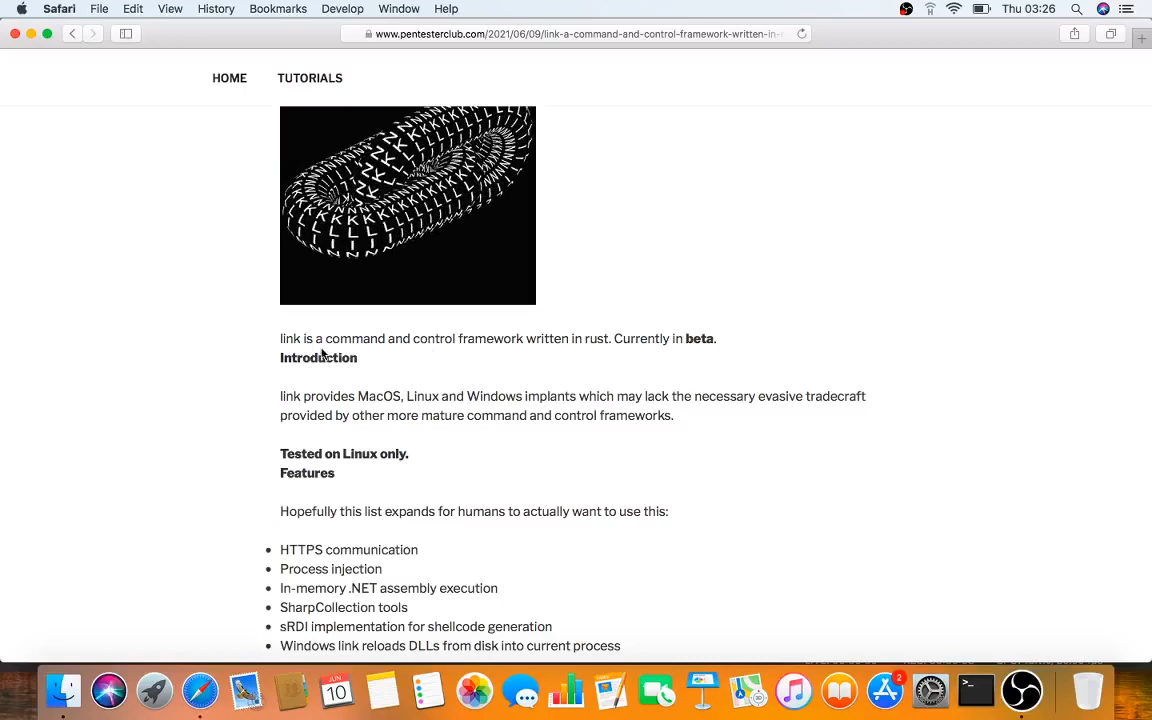 Safari File Edit View History Bookmarks Develop Window Help Thu 03:26
www.pentesterclub.com/2021/06/09/link-a-command-and-control-framework-written-in-
HOME TUTORIALS
link is a command and control framework written in rust. Currently in beta.
Introduction
link provides MacOS, Linux and Windows implants which may lack the necessary evasive tradecraft
provided by other more mature command and control frameworks.
Tested on Linux only.
Features
Hopefully this list expands for humans to actually want to use this:
HTTPS communication
Process injection
In-memory .NET assembly execution
SharpCollection tools
sRDI implementation for shellcode generation
Windows link reloads DLLs from disk into current process
JUN
10
2